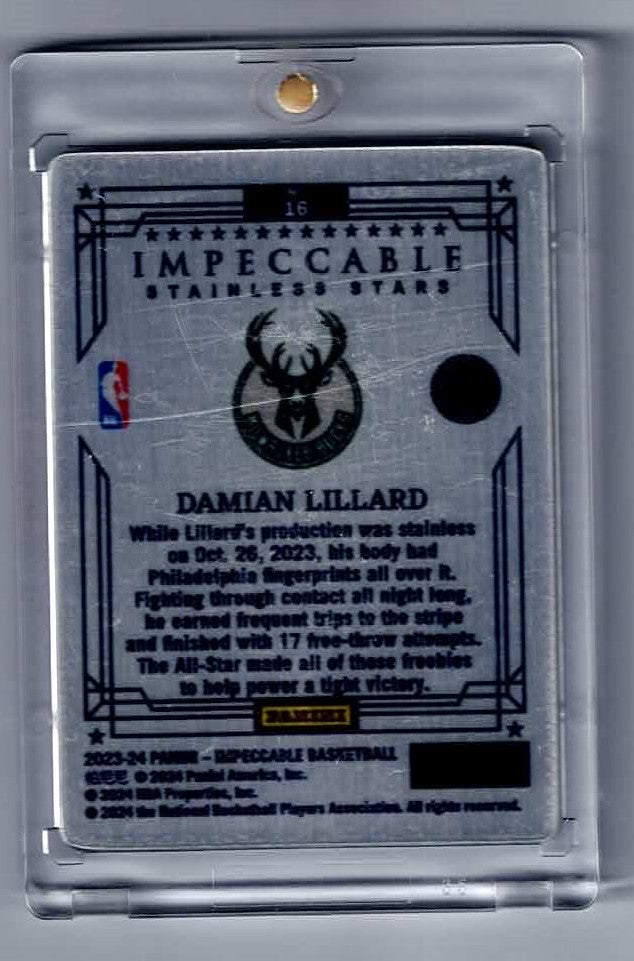 16
IMPECCABLE
STAINLESS STARS
DAMIAN LILLARD
While Lillard's production was stainless
on Oct. 26, 2023, his body had
Philadelphia fingerprints all over it.
Fighting through contact all night long,
he earned frequent trips to the stripe
and finished with 17 free-throw attempts.
The All-Star made all of those freebies
to help power a tight victory.
PANINI
2023-24 PANINI – IMPECCABLE BASKETBALL
© 2024 Panini America, Inc.
© 2024 NBA Properties, Inc.
© 2024 the National Basketball Players Association. All rights reserved.